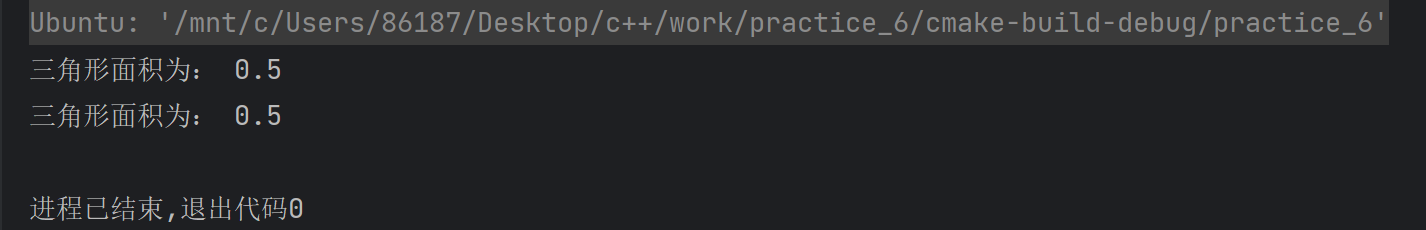 Ubuntu: '/mnt/c/Users/86187/Desktop/c++/work/practice_6/cmake-build-debug/practice_6'
三角形面积为： 0.5
三角形面积为： 0.5
进程已结束,退出代码0